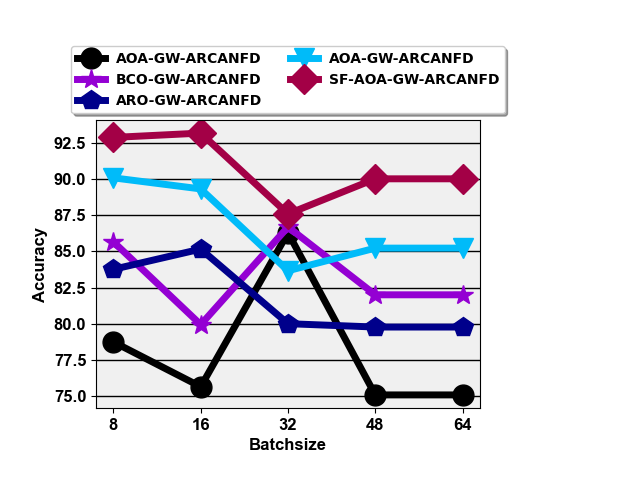 AOA-GW-ARCANFD
BCO-GW-ARCANFD
ARO-GW-ARCANFD
AOA-GW-ARCANFD
SF-AOA-GW-ARCANFD
92.5
90.0
87.5
85.0
82.5
80.0
77.5
75.0
Accuracy
8 16 32 48 64
Batchsize